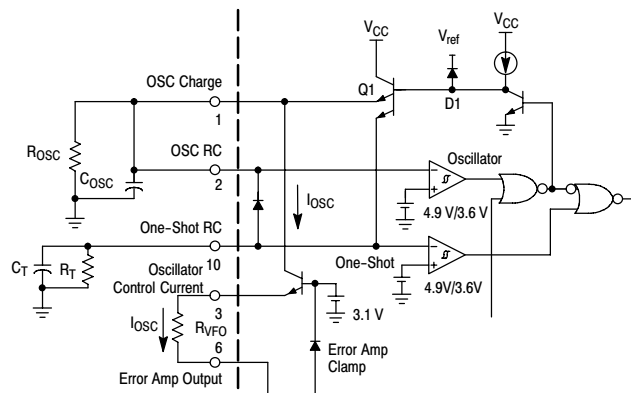 VCC
Vref
VCC
OSC Charge
Q1
D1
1
ROSC
COSC
OSC RC
Oscillator
2
4.9 V/3.6 V
IOSC
One-Shot RC
One-Shot
CT
RT
10
Oscillator
Control Current
4.9V/3.6V
3
3.1 V
IOSC
RVFO
6
Error Amp
Clamp
Error Amp Output